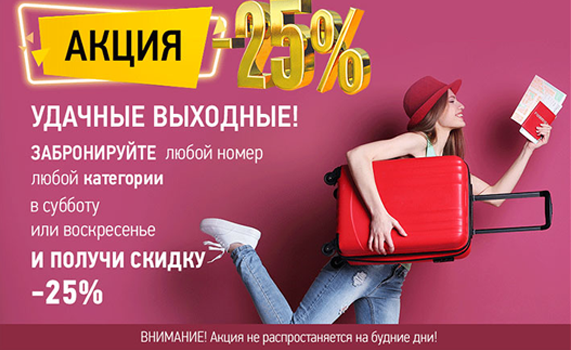 АКЦИЯ -25%
УДАЧНЫЕ ВЫХОДНЫЕ!
ЗАБРОНИРУЙТЕ любой номер
любой категории
в субботу
или воскресенье
И ПОЛУЧИ СКИДКУ
-25%
ВНИМАНИЕ! Акция не распростаняется на будние дни!